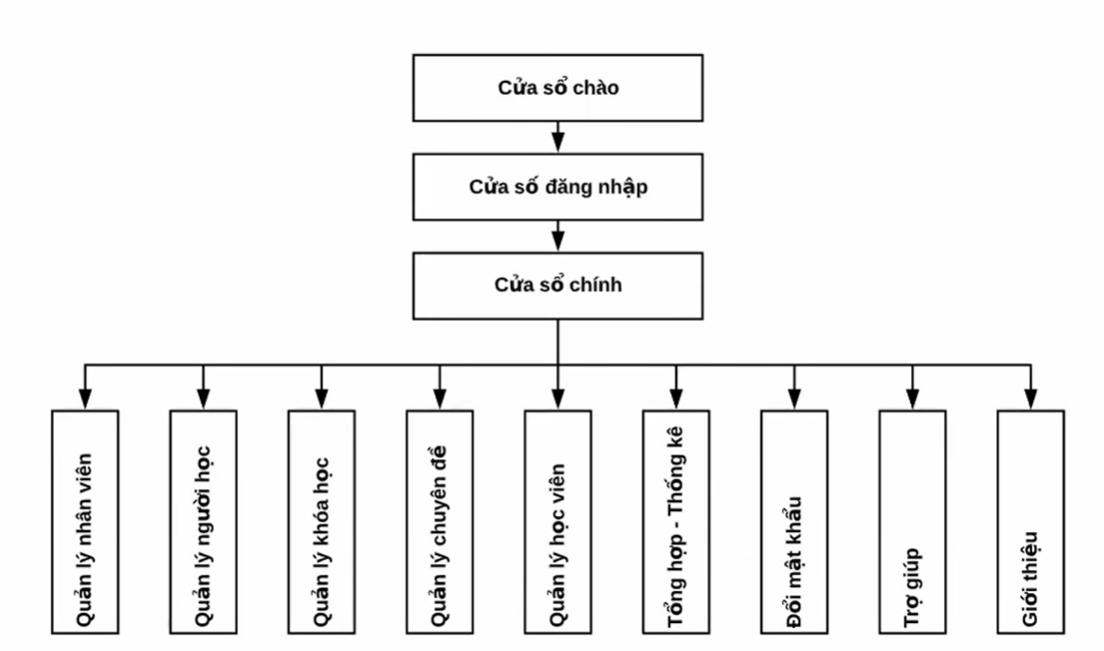 Cửa sổ chào
Cửa số đăng nhập
Cửa sổ chính
Quản lý nhân viên
Quản lý người học
Quản lý khóa học
Quản lý chuyên đề
Quản lý học viên
Tổng hợp - Thống kê
Đổi mật khẩu
Trợ giúp
Giới thiệu